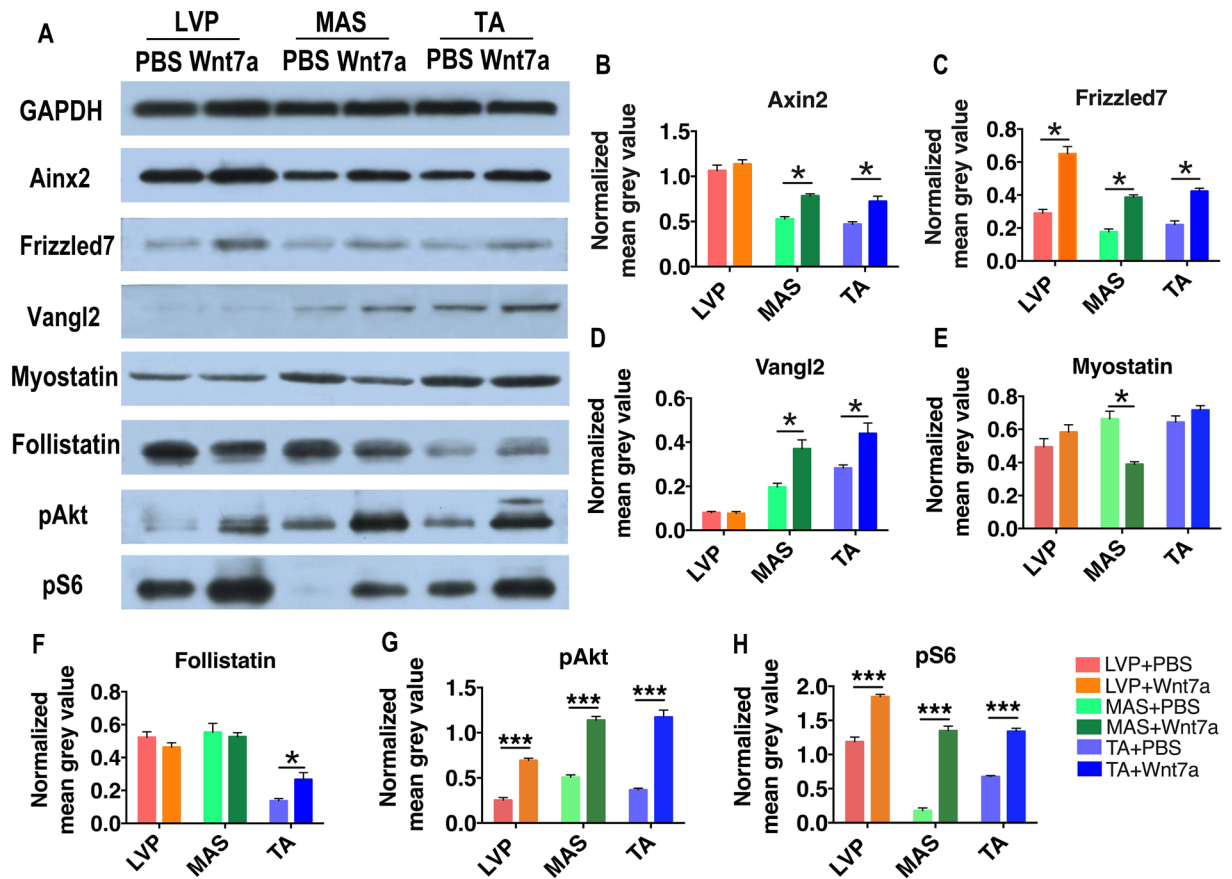 A
LVP MAS TA
PBS Wnt7a PBS Wnt7a PBS Wnt7a
GAPDH
Ainx2
Frizzled7
Vangl2
Myostatin
Follistatin
pAkt
pS6
B
Axin2
Normalized
mean grey value
1.5
1.0
0.5
0.0
* *
LVP MAS TA
C
Frizzled7
Normalized
mean grey value
0.8
0.6
0.4
0.2
0.0
* * *
LVP MAS TA
D
Vangl2
Normalized
mean grey value
0.6
0.4
0.2
0.0
* *
LVP MAS TA
E
Myostatin
Normalized
mean grey value
0.8
0.6
0.4
0.2
0.0
*
LVP MAS TA
F
Follistatin
Normalized
mean grey value
0.8
0.6
0.4
0.2
0.0
*
LVP MAS TA
G
pAkt
Normalized
mean grey value
1.5
1.0
0.5
0.0
*** *** ***
LVP MAS TA
H
pS6
Normalized
mean grey value
2.0
1.5
1.0
0.5
0.0
*** *** ***
LVP MAS TA
LVP+PBS
LVP+Wnt7a
MAS+PBS
MAS+Wnt7a
TA+PBS
TA+Wnt7a